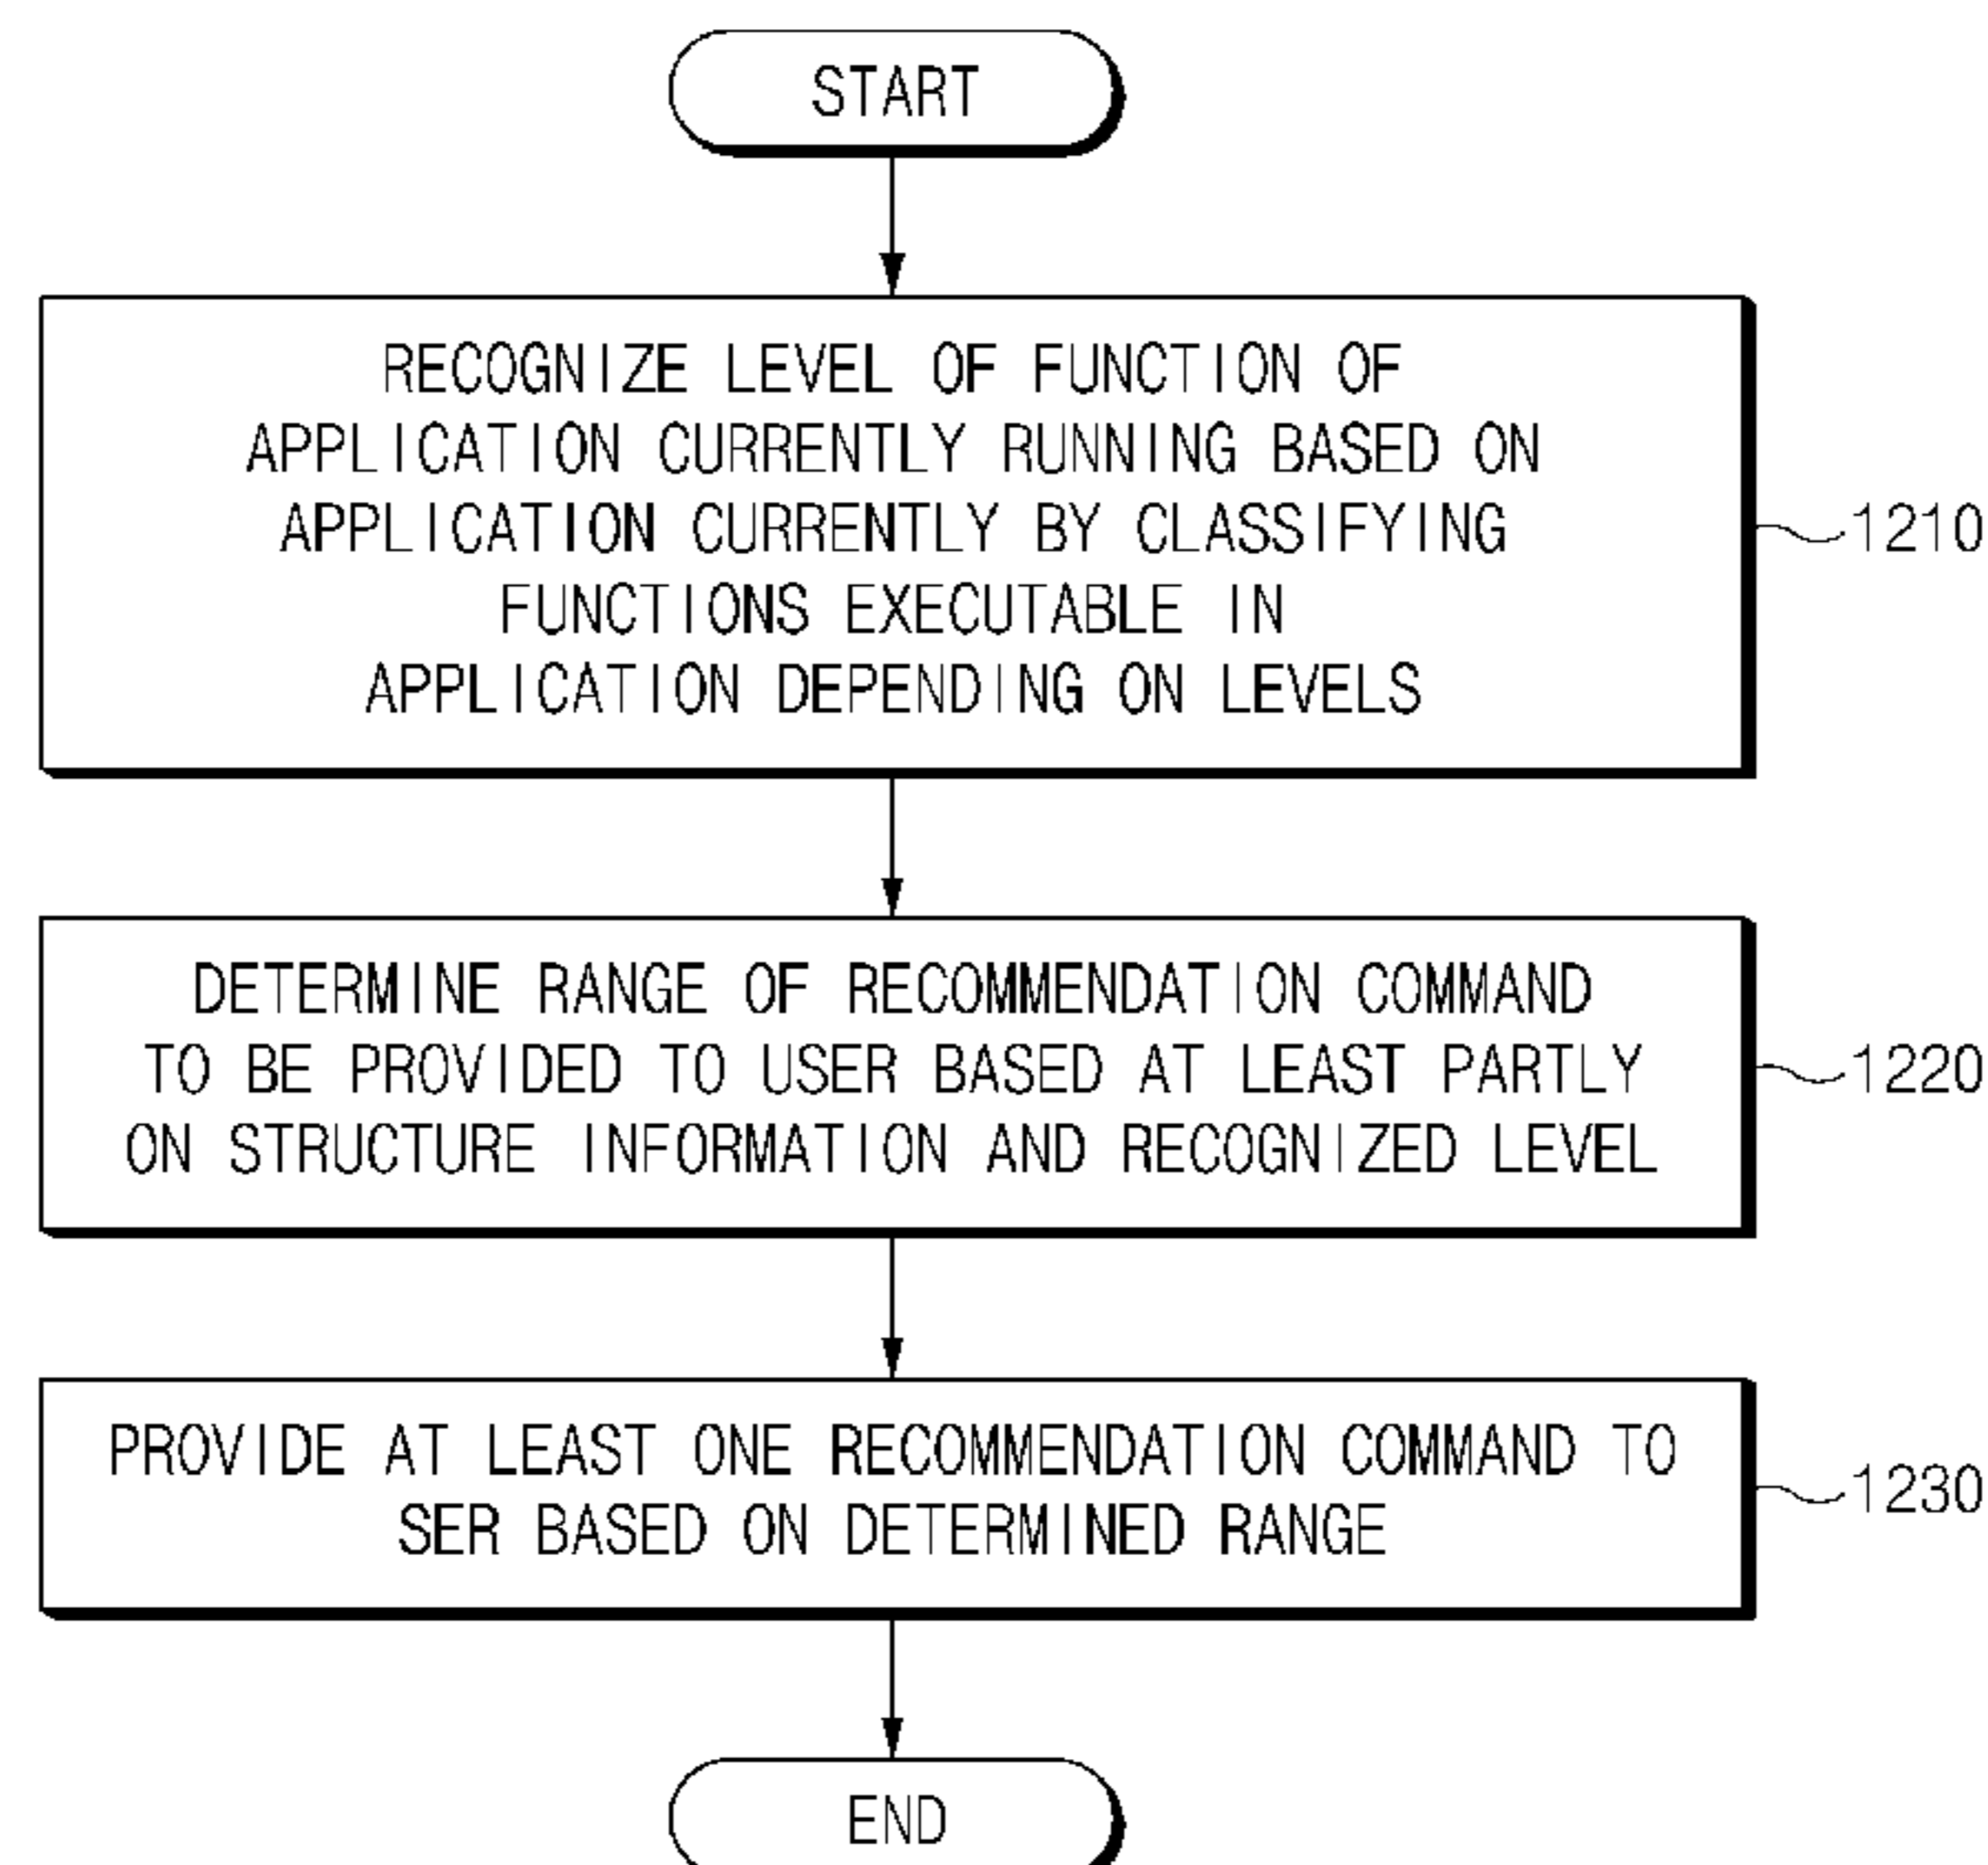 START
RECOGNIZE LEVEL OF FUNCTION OF
APPLICATION CURRENTLY RUNNING BASED ON
APPLICATION CURRENTLY BY CLASSIFYING
FUNCTIONS EXECUTABLE IN
APPLICATION DEPENDING ON LEVELS
1210
DETERMINE RANGE OF RECOMMENDATION COMMAND
TO BE PROVIDED TO USER BASED AT LEAST PARTLY
ON STRUCTURE INFORMATION AND RECOGNIZED LEVEL
1220
PROVIDE AT LEAST ONE RECOMMENDATION COMMAND TO
SER BASED ON DETERMINED RANGE
1230
END